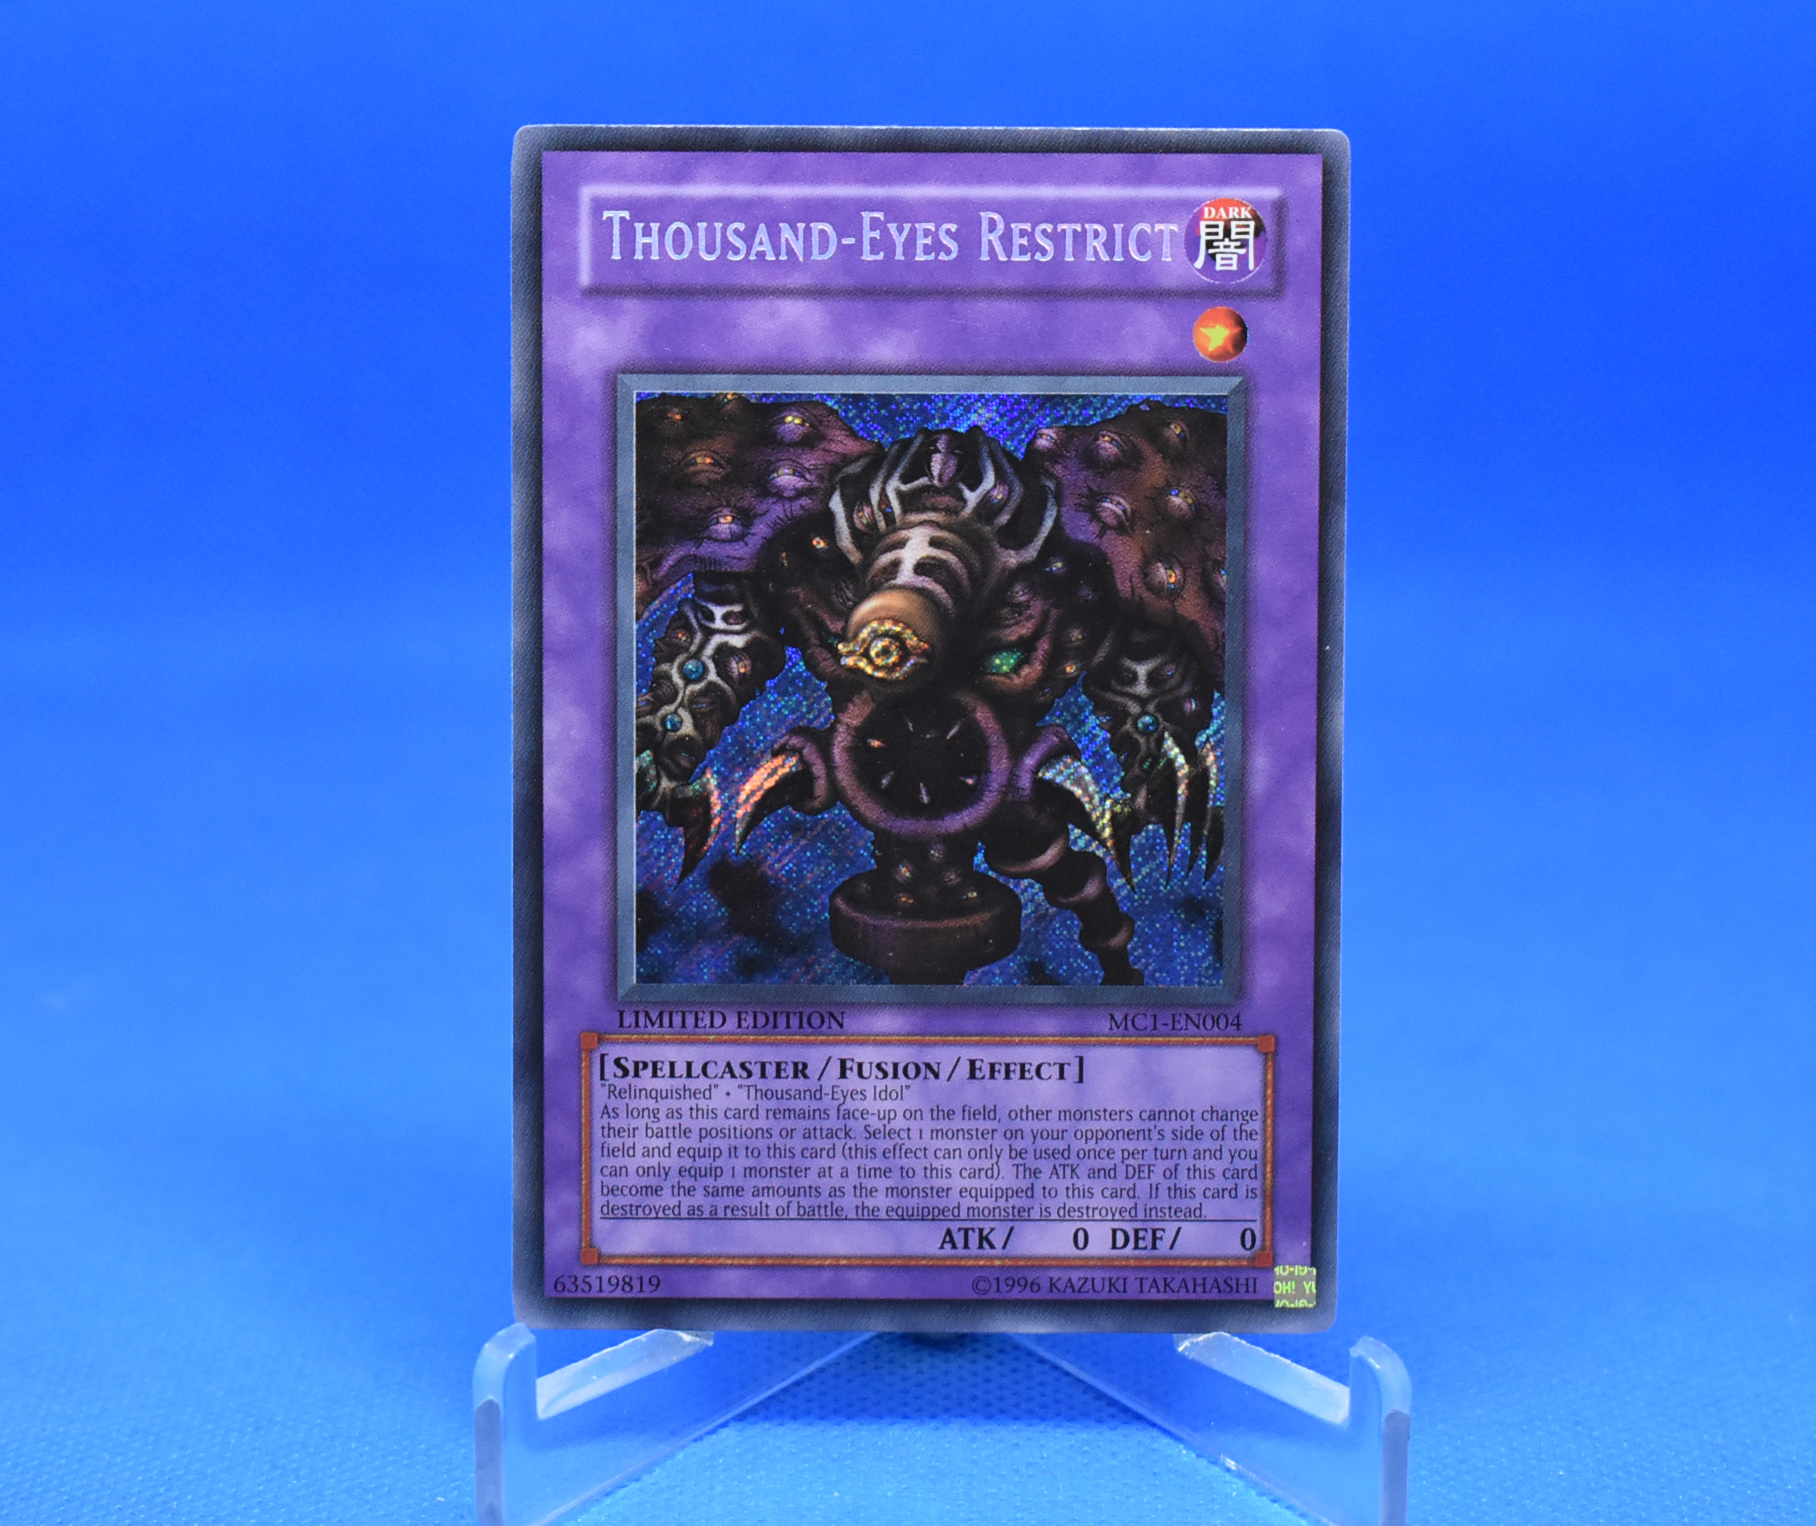 THOUSAND-EYES RESTRICT
DARK
闇
LIMITED EDITION
MC1-EN004
[SPELLCASTER / FUSION / EFFECT]
"Relinquished" + "Thousand-Eyes Idol"
As long as this card remains face-up on the field, other monsters cannot change
their battle positions or attack. Select 1 monster on your opponent's side of the
field and equip it to this card (this effect can only be used once per turn and you
can only equip 1 monster at a time to this card). The ATK and DEF of this card
become the same amounts as the monster equipped to this card. If this card is
destroyed as a result of battle, the equipped monster is destroyed instead.
ATK/ 0 DEF/ 0
63519819
©1996 KAZUKI TAKAHASHI